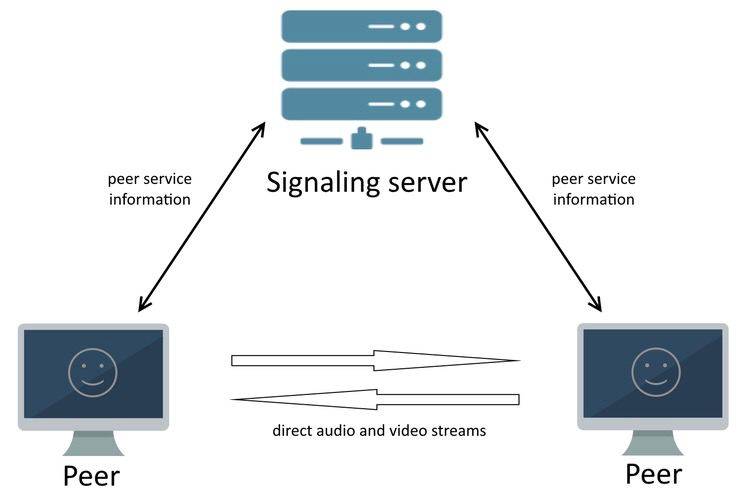 Signaling server
peer service
information
peer service
information
direct audio and video streams
Peer
Peer